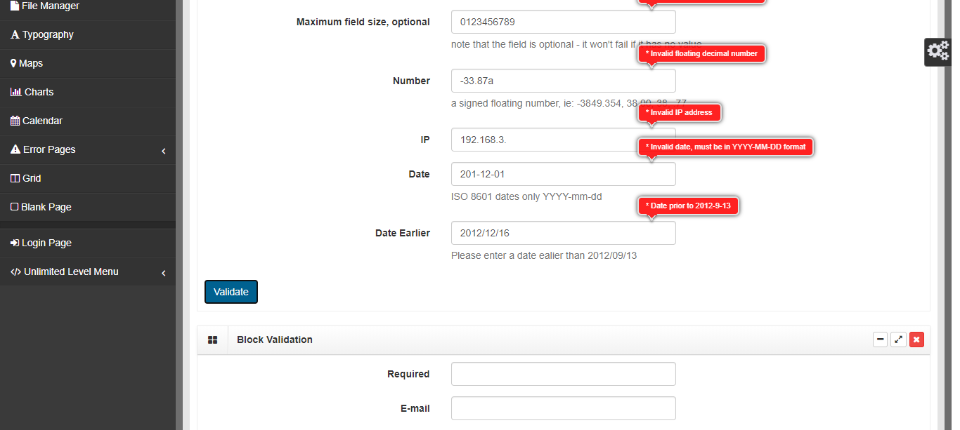 File Manager
Typography
Maps
Charts
Calendar
Error Pages
Grid
Blank Page
Login Page
</> Unlimited Level Menu
Maximum field size, optional
0123456789
note that the field is optional - it won't fail if it has no value
* Invalid floating decimal number
Number
-33.87a
a signed floating number, ie: -3849.354, 38.00, 38, .77
* Invalid IP address
IP
192.168.3.
* Invalid date, must be in YYYY-MM-DD format
Date
201-12-01
ISO 8601 dates only YYYY-mm-dd
* Date prior to 2012-9-13
Date Earlier
2012/12/16
Please enter a date ealier than 2012/09/13
Validate
Block Validation
Required
E-mail